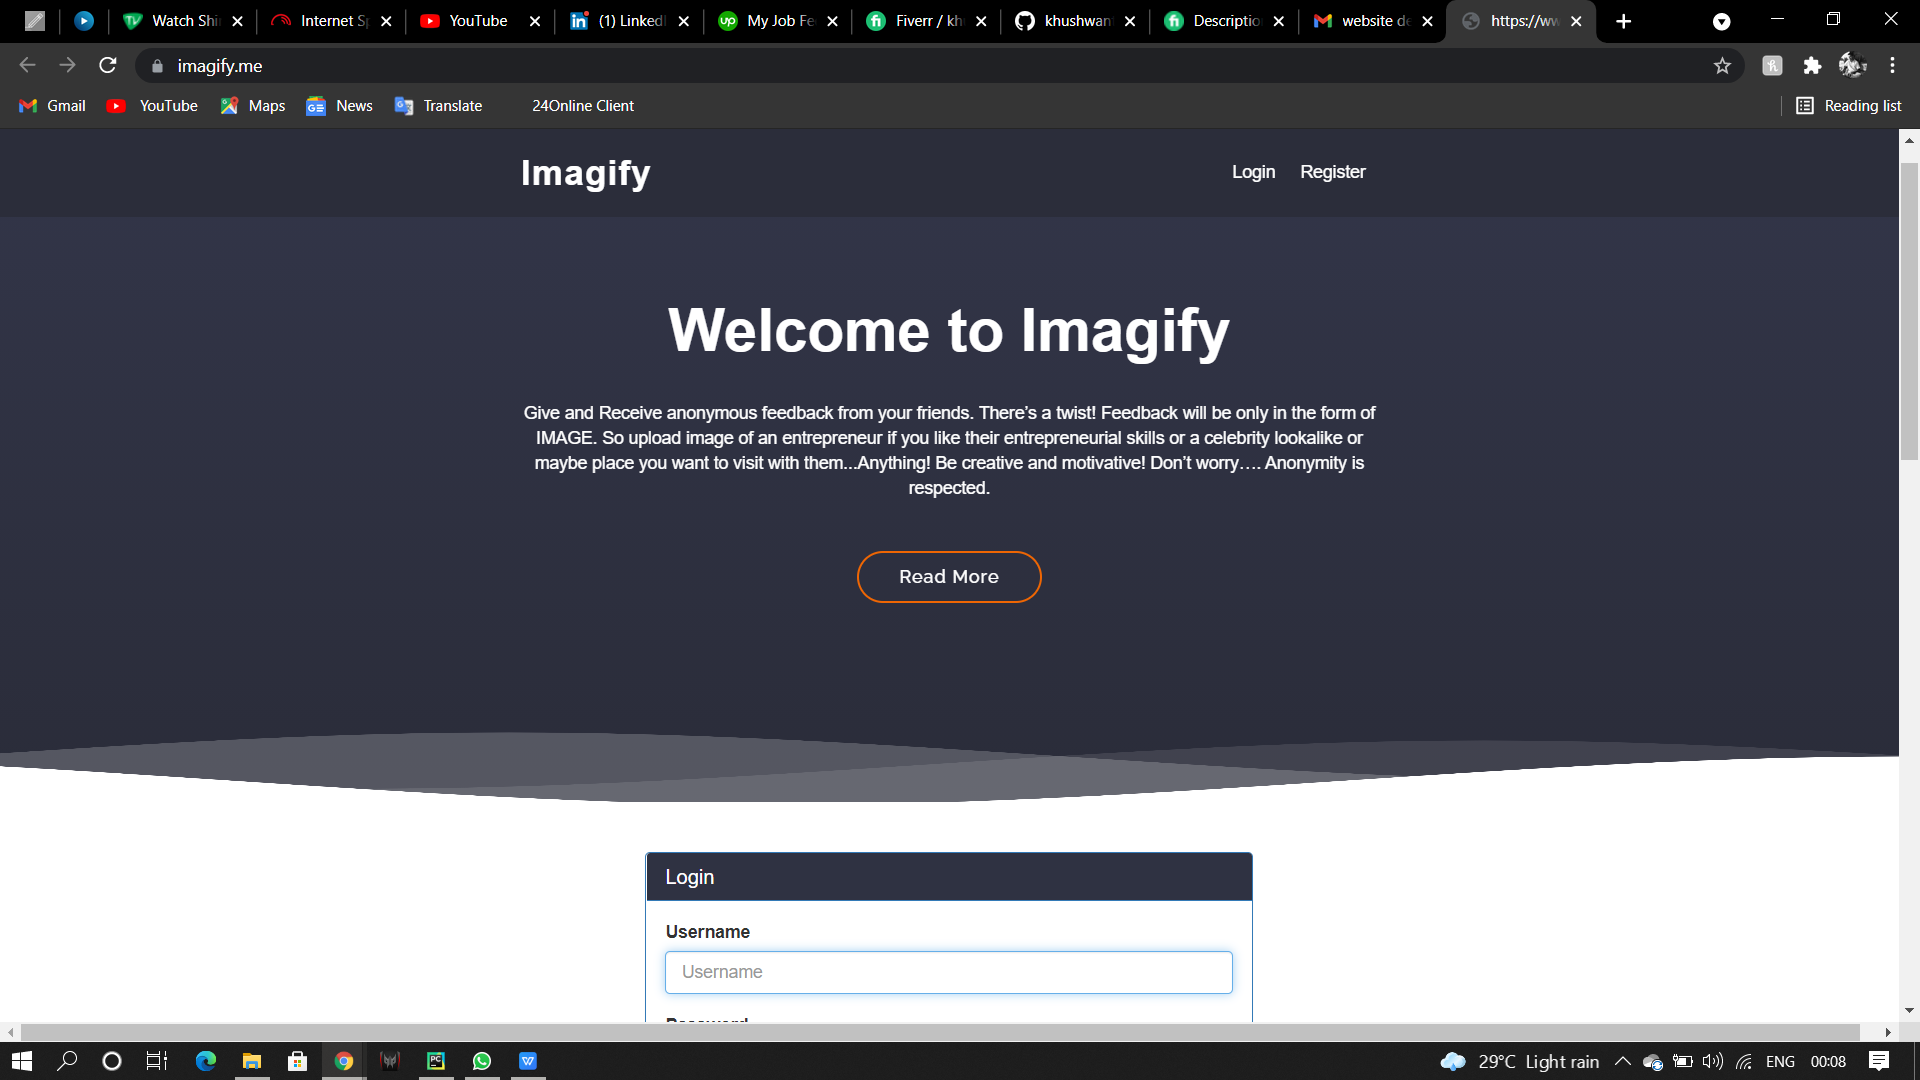 Watch Shi
Internet S
YouTube
(1) Linked
My Job Fe
Fiverr / kh
khushwan
Descriptio
website de
https://ww
imagify.me
Gmail
YouTube
Maps
News
Translate
24Online Client
Reading list
Imagify
Login
Register
Welcome to Imagify
Give and Receive anonymous feedback from your friends. There's a twist! Feedback will be only in the form of
IMAGE. So upload image of an entrepreneur if you like their entrepreneurial skills or a celebrity lookalike or
maybe place you want to visit with them...Anything! Be creative and motivative! Don't worry…. Anonymity is
respected.
Read More
Login
Username
Username
Password
29°C Light rain
ENG
00:08